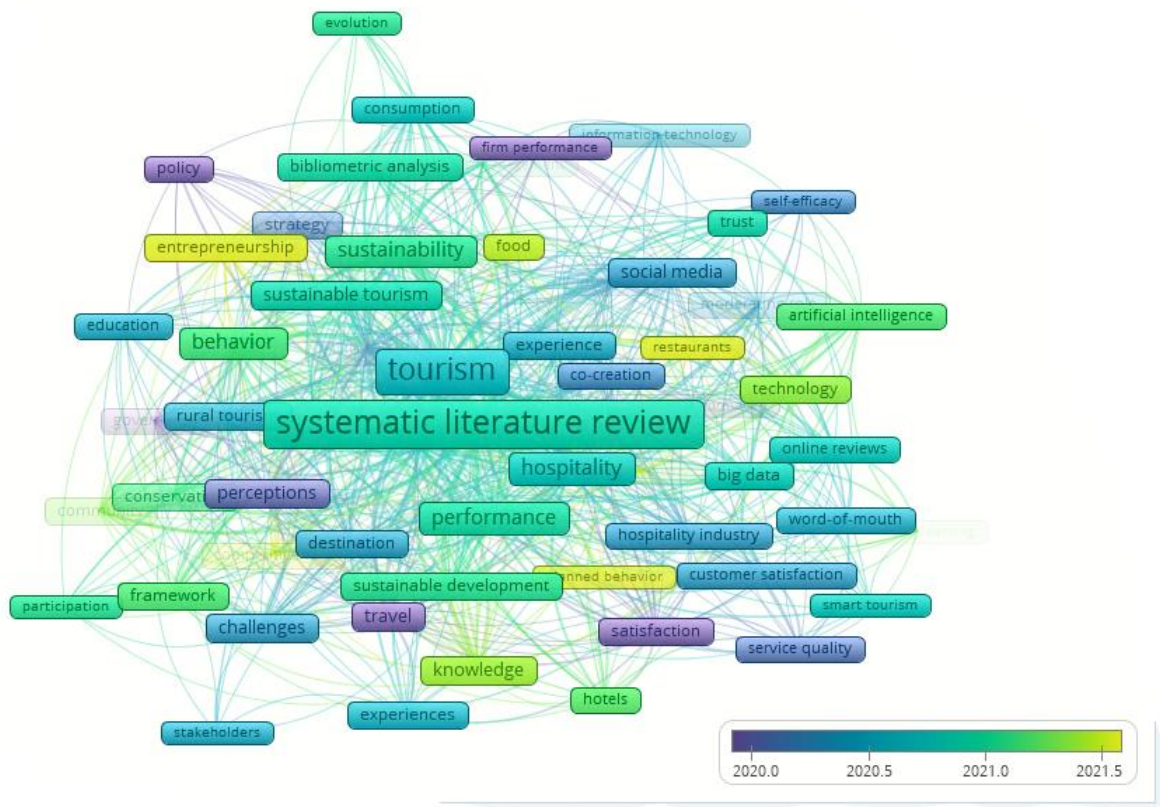 evolution
consumption
information technology
firm performance
policy
bibliometric analysis
self-efficacy
strategy
trust
entrepreneurship
sustainability
food
social media
sustainable tourism
artificial intelligence
education
behavior
experience
restaurants
tourism
co-creation
technology
rural touris
systematic literature review
online reviews
hospitality
big data
conservati
perceptions
performance
word-of-mouth
hospitality industry
destination
nned behavior
customer satisfaction
sustainable development
framework
participation
smart tourism
travel
challenges
satisfaction
service quality
knowledge
hotels
experiences
stakeholders
2020.0 2020.5 2021.0 2021.5